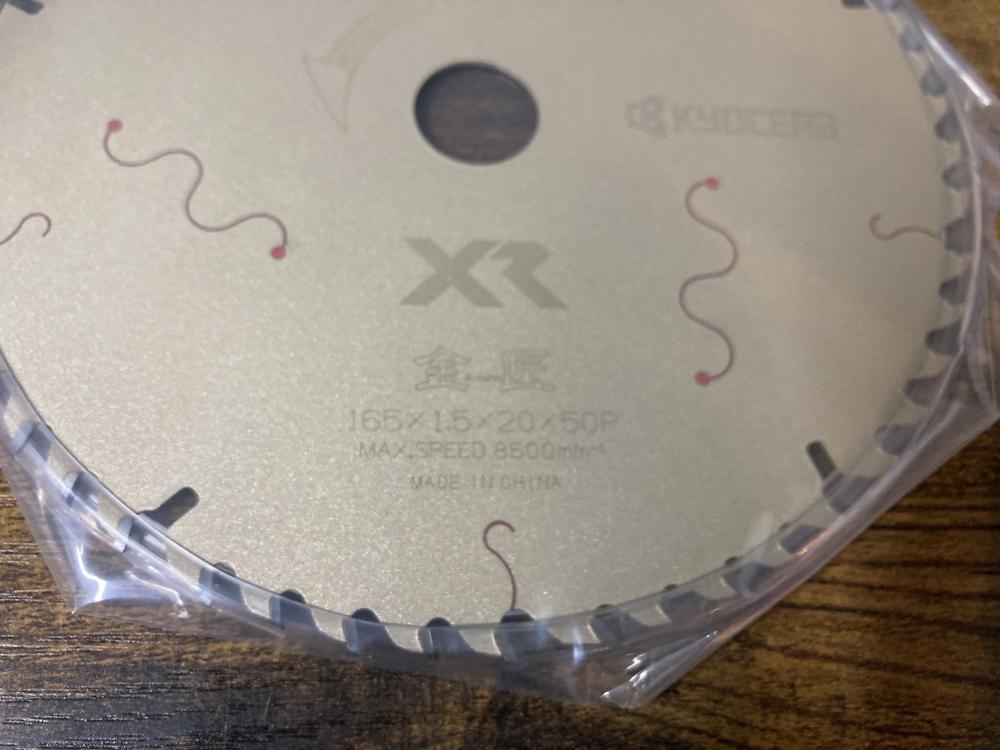 KYOCERA
XR
金匠
165×1.5×20×50P
MAX.SPEED 8500min⁻¹
MADE IN CHINA